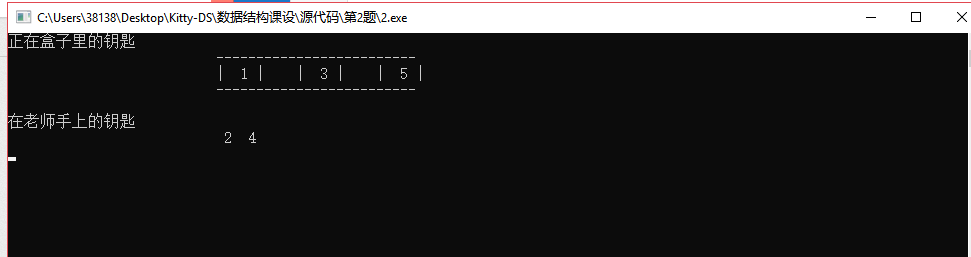 C:\Users\38138\Desktop\Kitty-DS\数据结构课设\源代码\第2题\2.exe
正在盒子里的钥匙
-------------------------
|  1 |    |  3 |    |  5 |
-------------------------
在老师手上的钥匙
2  4